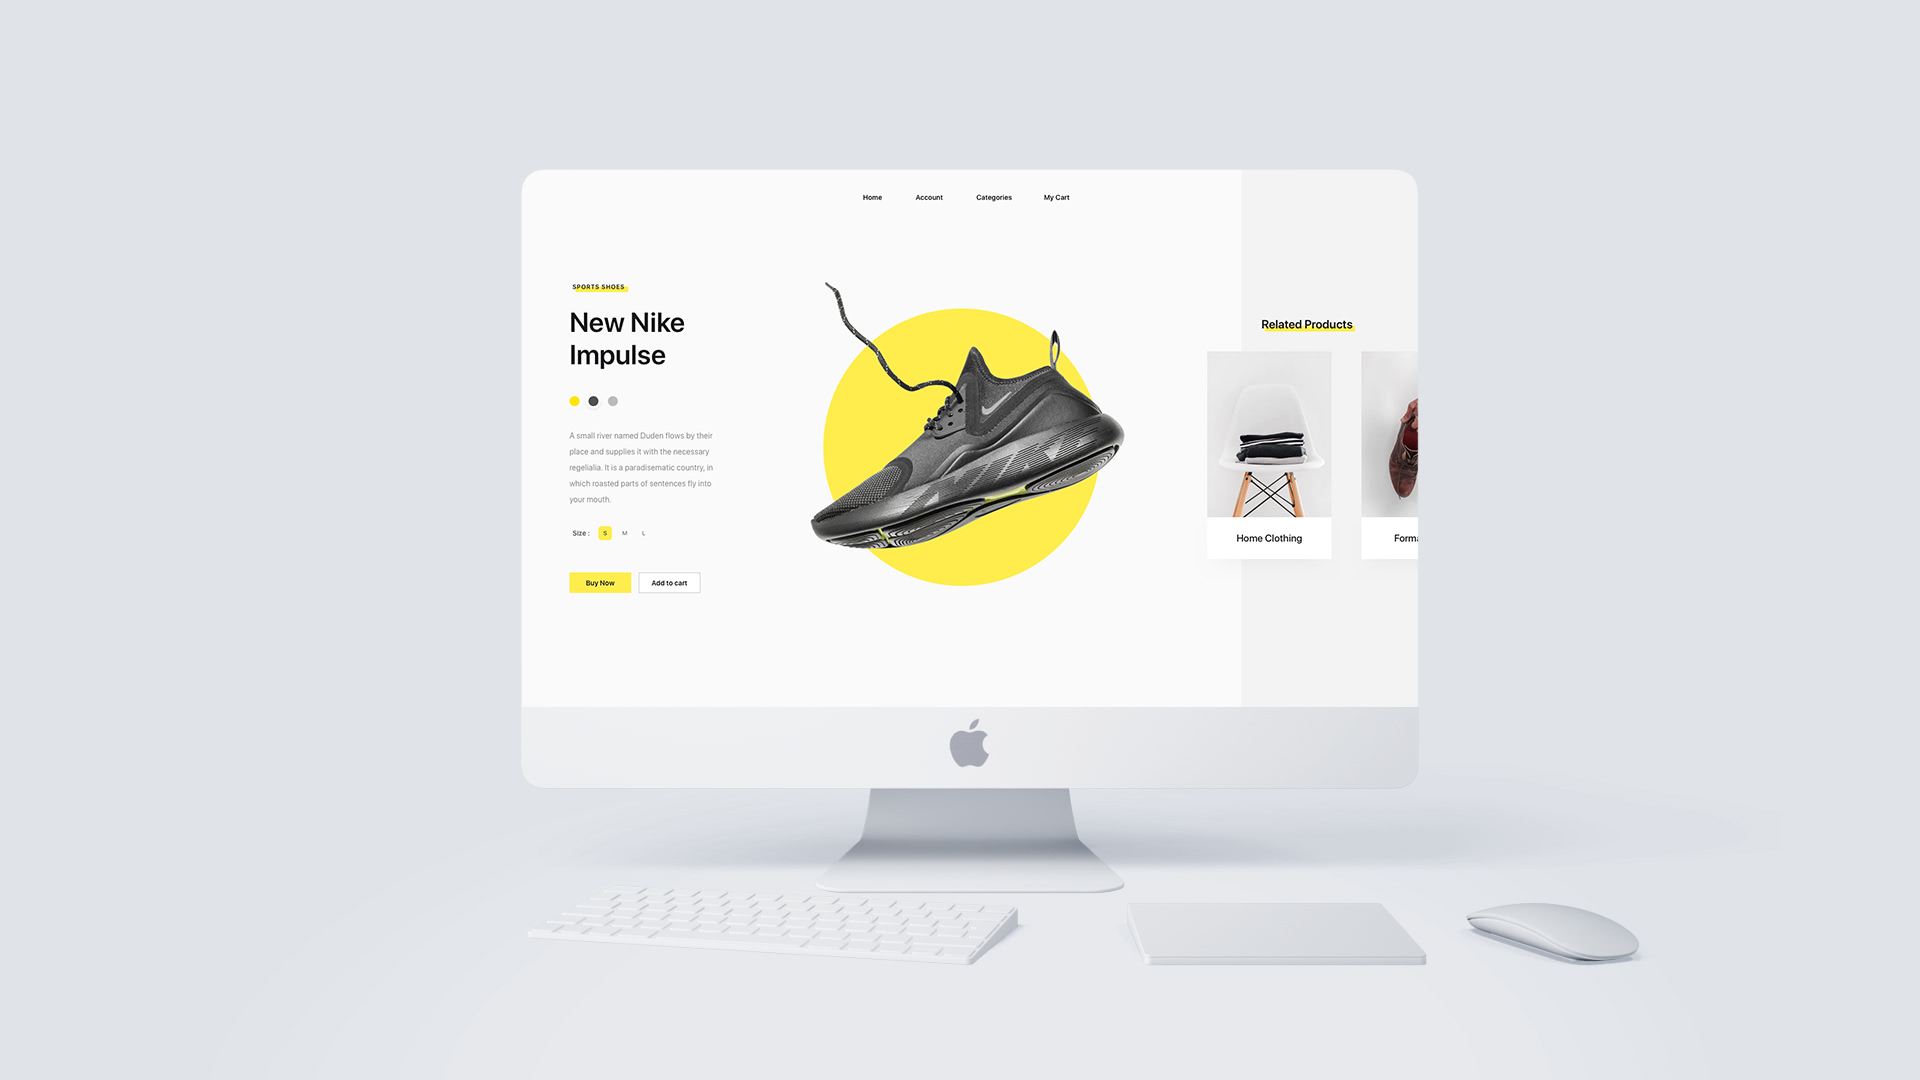 Home Account Categories My Cart
SPORTS SHOES
New Nike
Impulse
A small river named Duden flows by their
place and supplies it with the necessary
regelialia. It is a paradisematic country, in
which roasted parts of sentences fly into
your mouth.
Size : S M L
Buy Now Add to cart
Related Products
Home Clothing
Forma